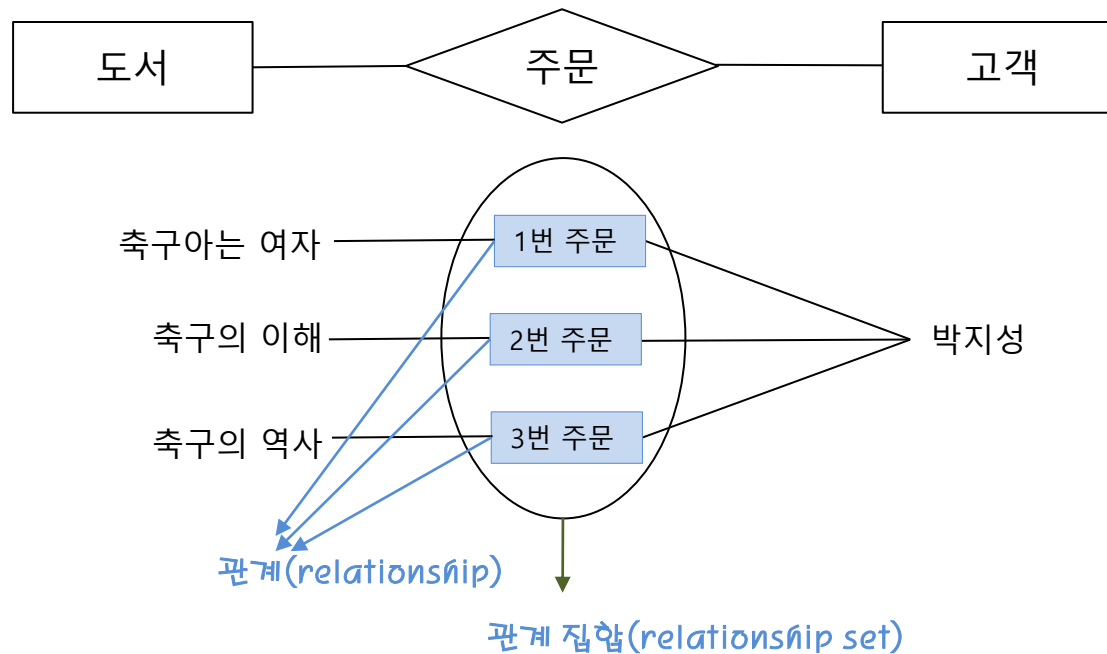 도서
주문
고객
축구아는 여자
1번 주문
축구의 이해
2번 주문
박지성
축구의 역사
3번 주문
관계(relationship)
관계 집합(relationship set)